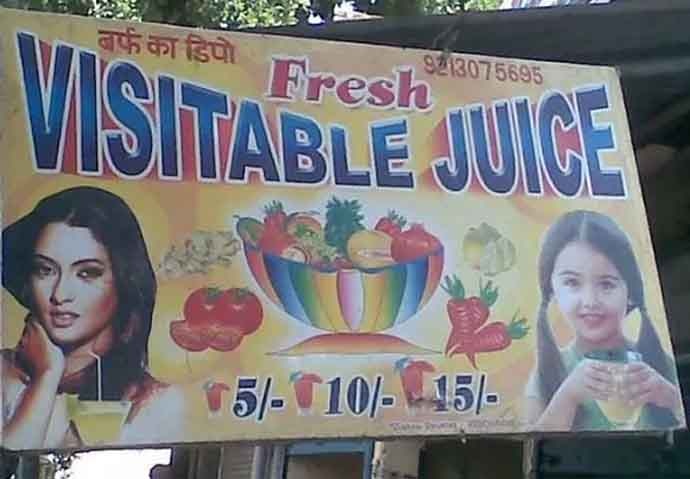 बर्फ का डिपो
9213075695
Fresh
VISITABLE JUICE
5/- 10/- 15/-